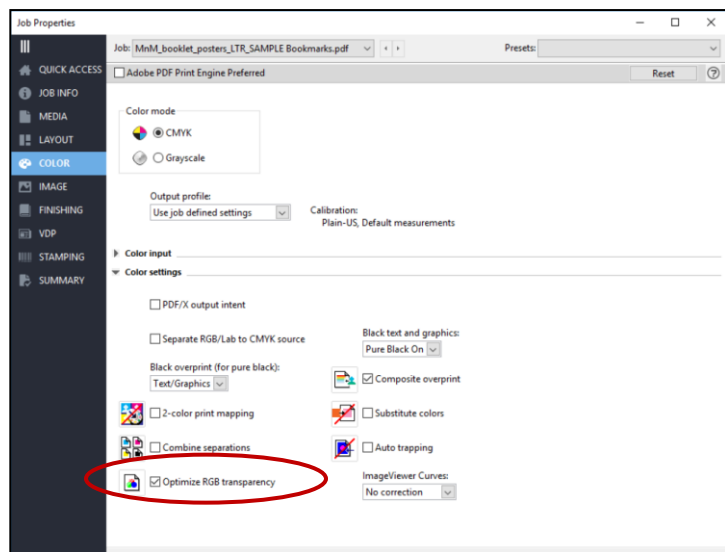 Job Properties
Job: MnM_booklet_posters_LTR_SAMPLE Bookmarks.pdf
Presets:
QUICK ACCESS
JOB INFO
MEDIA
LAYOUT
COLOR
IMAGE
FINISHING
VDP
STAMPING
SUMMARY
Adobe PDF Print Engine Preferred
Reset
?
Color mode
CMYK
Grayscale
Output profile:
Use job defined settings
Calibration:
Plain-US, Default measurements
Color input
Color settings
PDF/X output intent
Separate RGB/Lab to CMYK source
Black text and graphics:
Pure Black On
Black overprint (for pure black):
Text/Graphics
Composite overprint
2-color print mapping
Substitute colors
Combine separations
Auto trapping
Optimize RGB transparency
ImageViewer Curves:
No correction